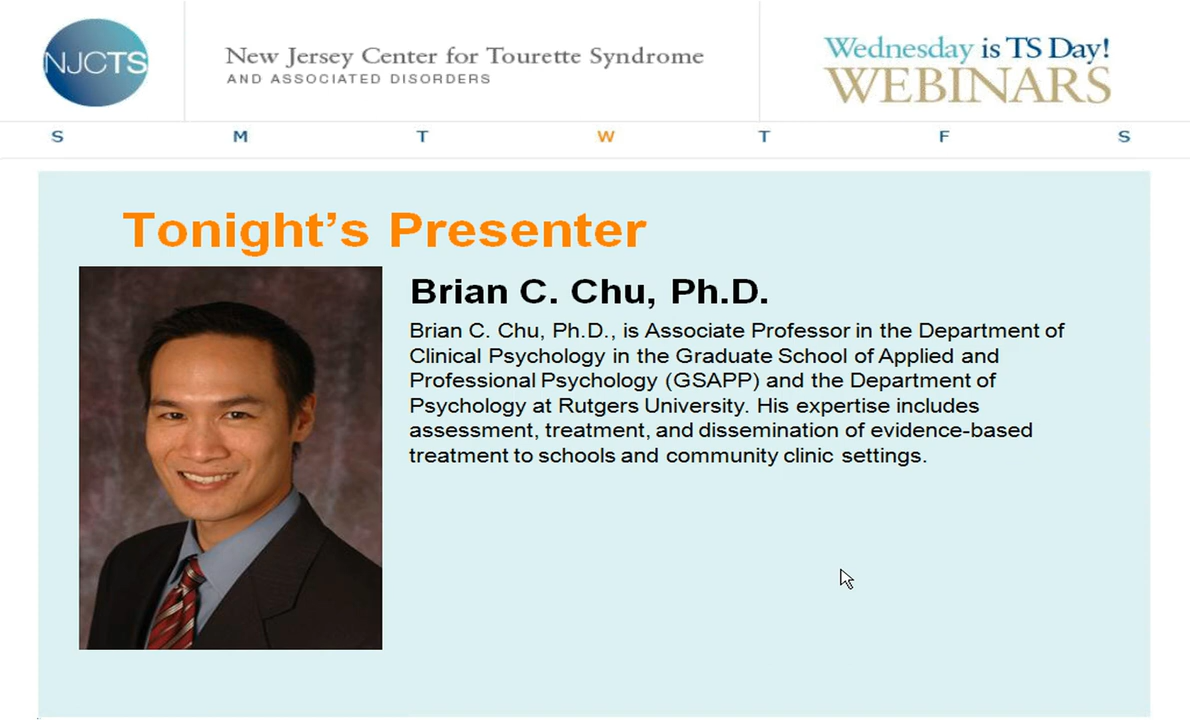 NJCTS
New Jersey Center for Tourette Syndrome
AND ASSOCIATED DISORDERS
Wednesday is TS Day!
WEBINARS
S M T W T F S
Tonight’s Presenter
Brian C. Chu, Ph.D.
Brian C. Chu, Ph.D., is Associate Professor in the Department of
Clinical Psychology in the Graduate School of Applied and
Professional Psychology (GSAPP) and the Department of
Psychology at Rutgers University. His expertise includes
assessment, treatment, and dissemination of evidence-based
treatment to schools and community clinic settings.